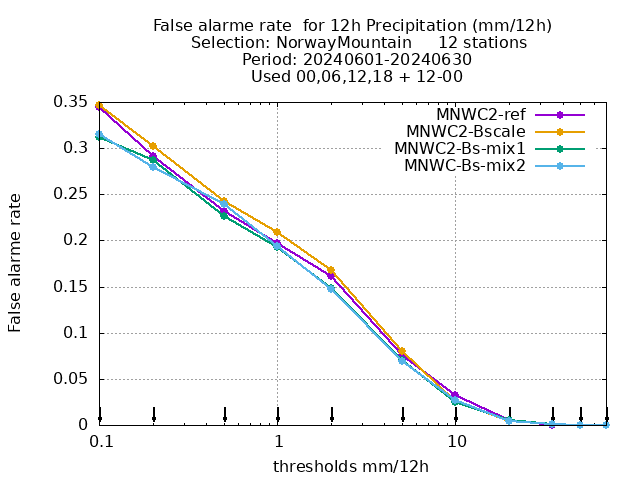 False alarme rate  for 12h Precipitation (mm/12h)
Selection: NorwayMountain     12 stations
Period: 20240601-20240630
Used 00,06,12,18 + 12-00
0.35
0.3
0.25
0.2
0.15
0.1
0.05
0
False alarme rate
MNWC2-ref
MNWC2-Bscale
MNWC2-Bs-mix1
MNWC-Bs-mix2
0.1
1
10
thresholds mm/12h